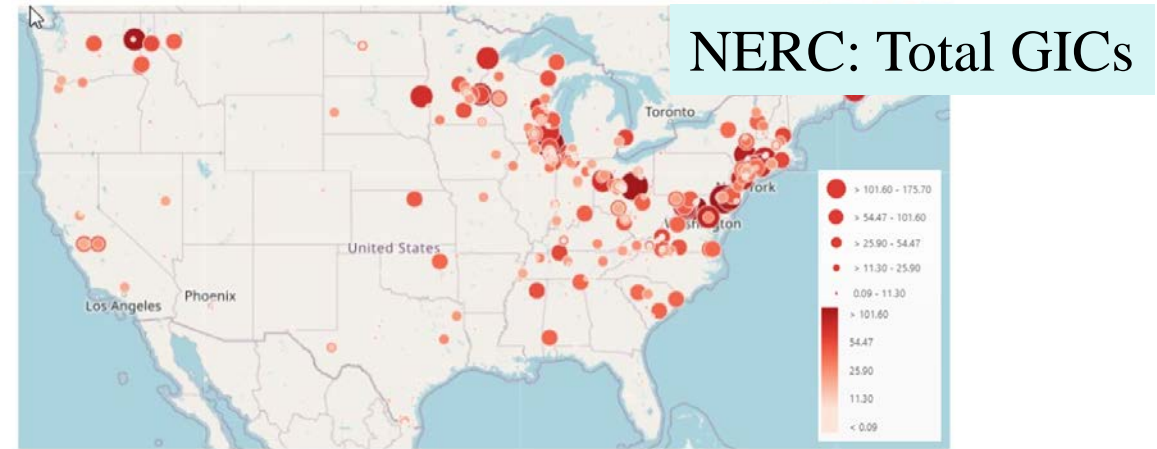 NERC: Total GICs
Toronto
N York
Washington
United States
Los Angeles
Phoenix
> 101.60 - 175.70
> 54.47 - 101.60
> 25.90 - 54.47
> 11.30 - 25.90
0.09 - 11.30
> 101.60
54.47
25.90
11.30
< 0.09